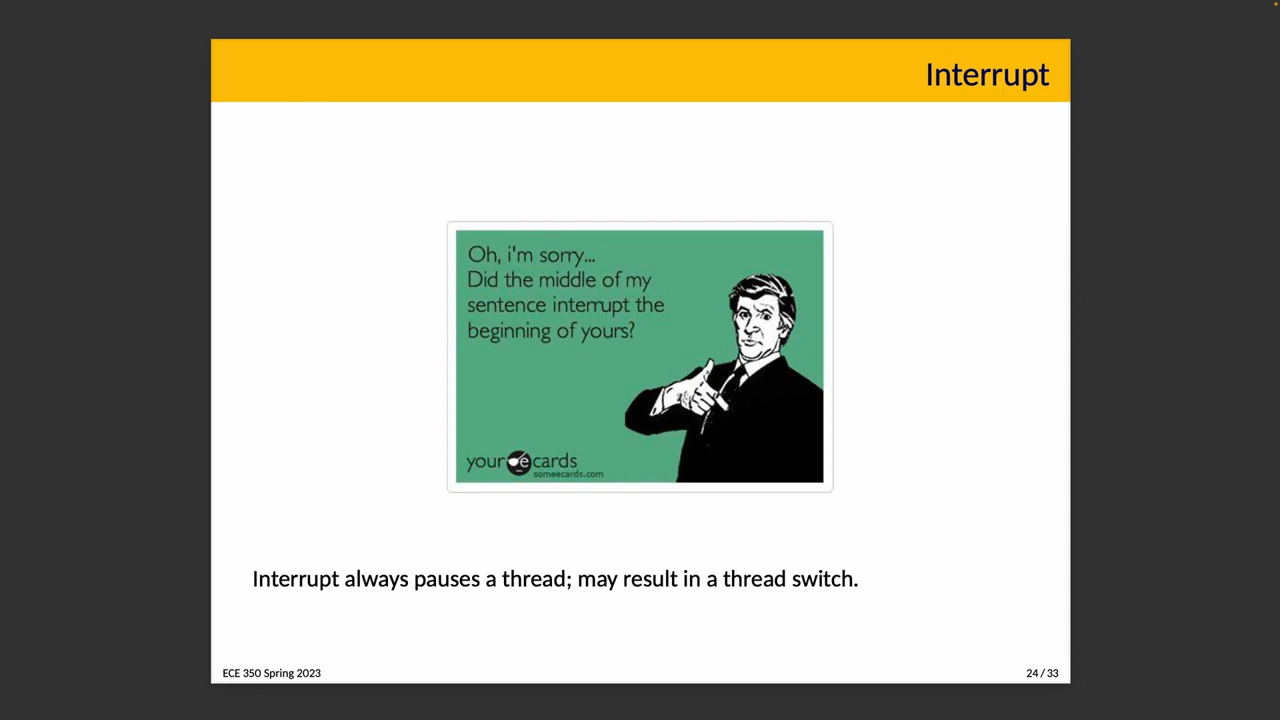 Interrupt
Oh, i'm sorry...
Did the middle of my
sentence interrupt the
beginning of yours?
your e cards
someecards.com
Interrupt always pauses a thread; may result in a thread switch.
ECE 350 Spring 2023
24 / 33